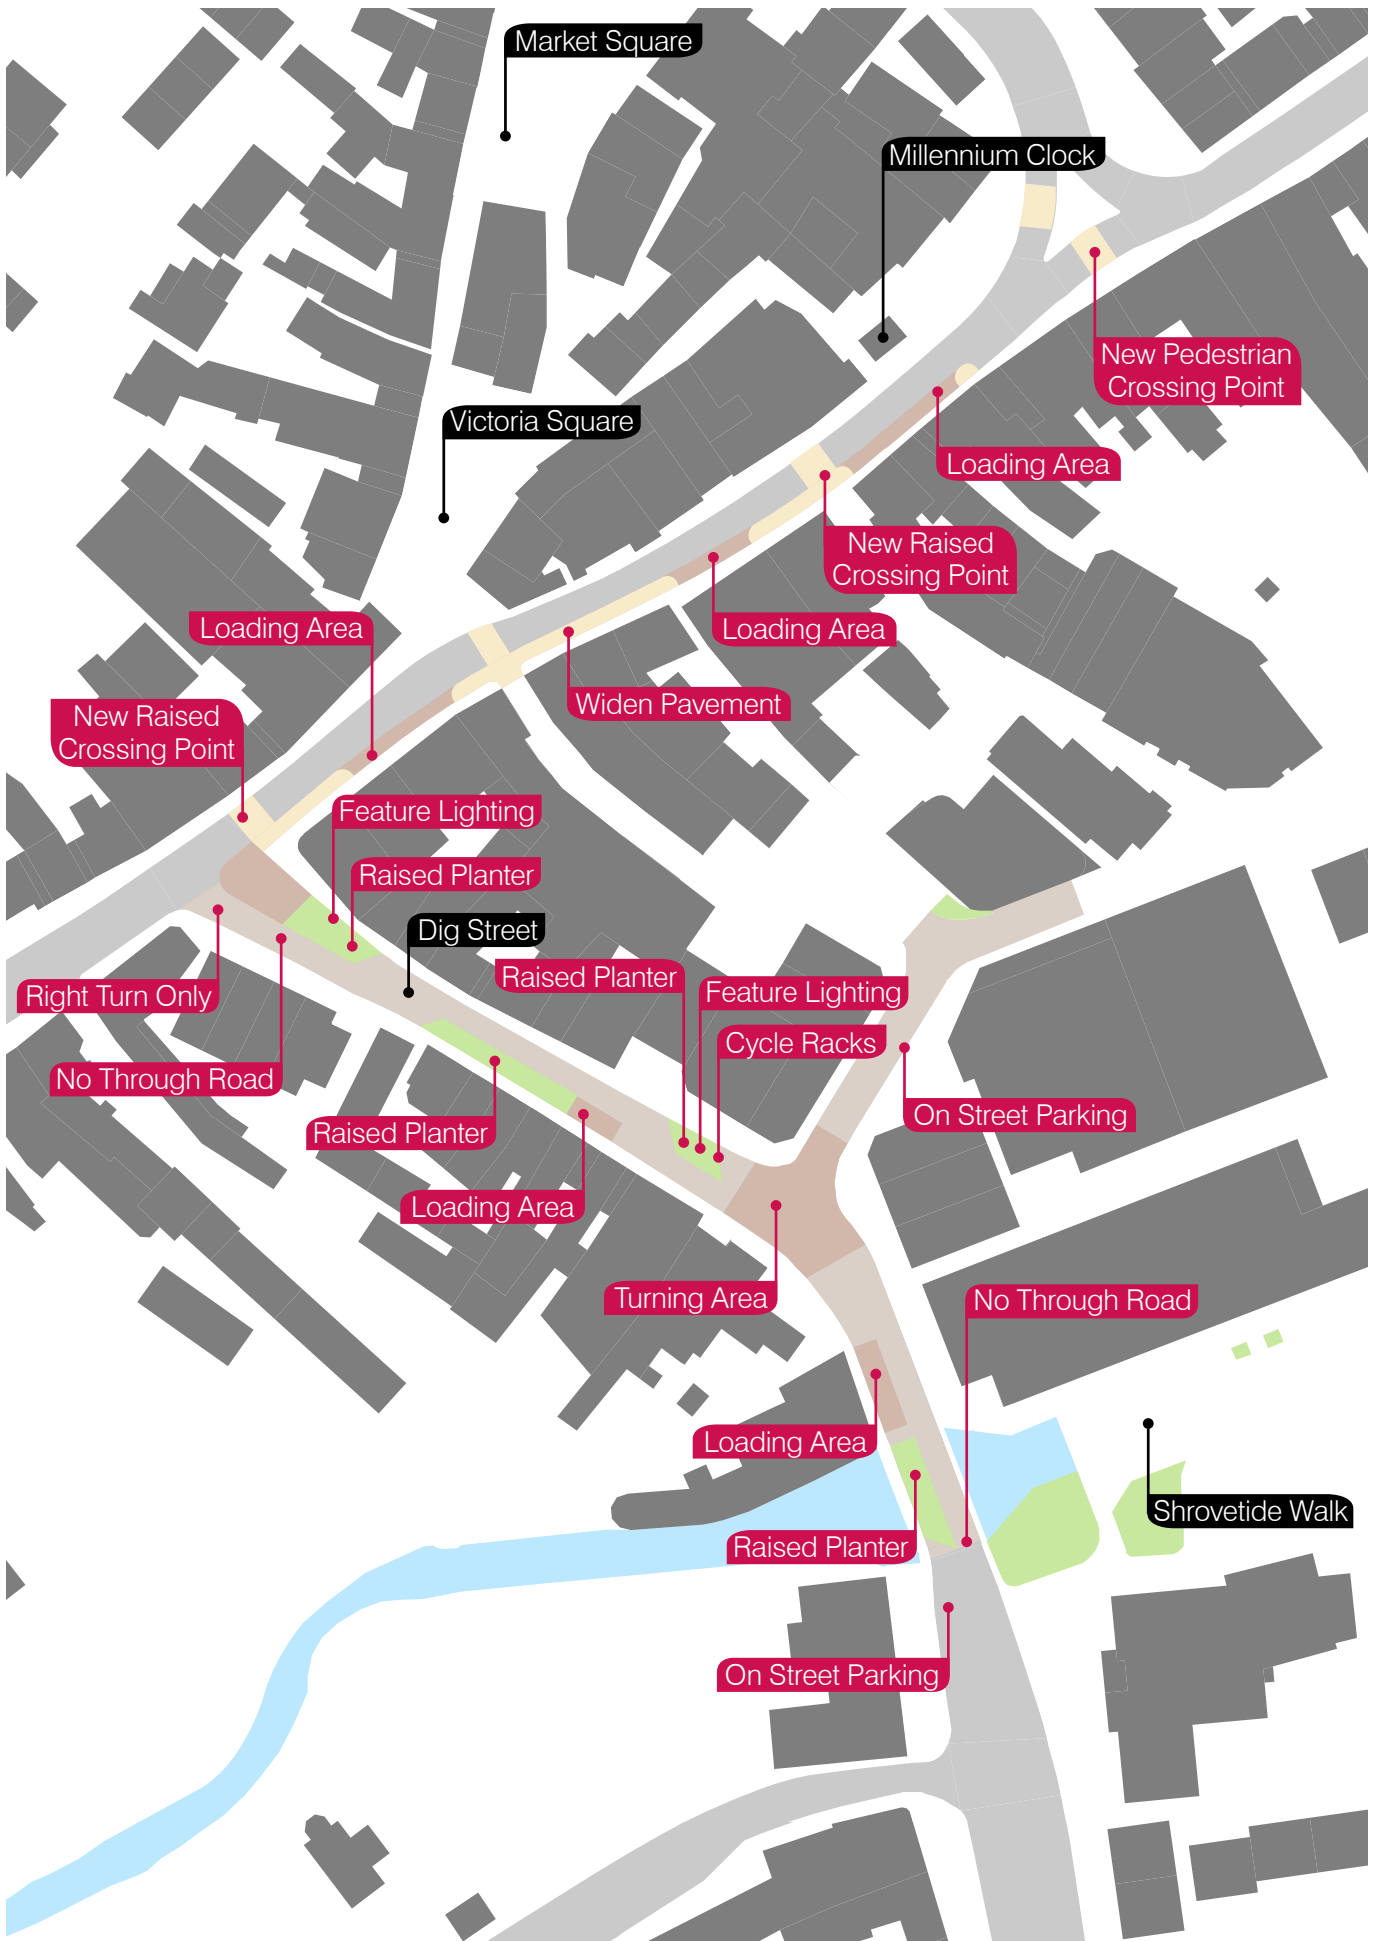 Market Square
Millennium Clock
New Pedestrian
Crossing Point
Victoria Square
Loading Area
New Raised
Crossing Point
Loading Area
Loading Area
Widen Pavement
New Raised
Crossing Point
Feature Lighting
Raised Planter
Dig Street
Raised Planter
Feature Lighting
Right Turn Only
Cycle Racks
No Through Road
On Street Parking
Raised Planter
Loading Area
Turning Area
No Through Road
Loading Area
Shrovetide Walk
Raised Planter
On Street Parking